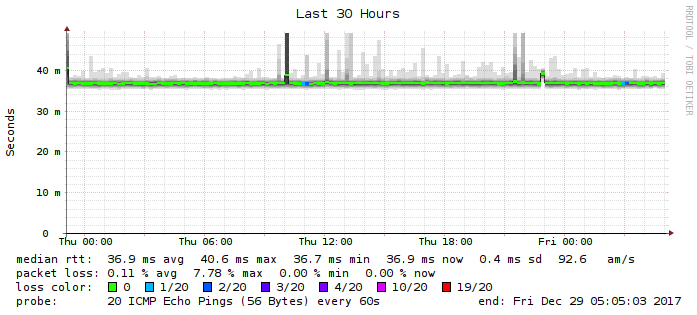 Last 30 Hours
RRDTOOL / TOBI OETIKER
Seconds
40 m
30 m
20 m
10 m
0
Thu 00:00 Thu 06:00 Thu 12:00 Thu 18:00 Fri 00:00
median rtt: 36.9 ms avg 40.6 ms max 36.7 ms min 36.9 ms now 0.4 ms sd 92.6 am/s
packet loss: 0.11 % avg 7.78 % max 0.00 % min 0.00 % now
loss color: 0 1/20 2/20 3/20 4/20 10/20 19/20
probe: 20 ICMP Echo Pings (56 Bytes) every 60s end: Fri Dec 29 05:05:03 2017